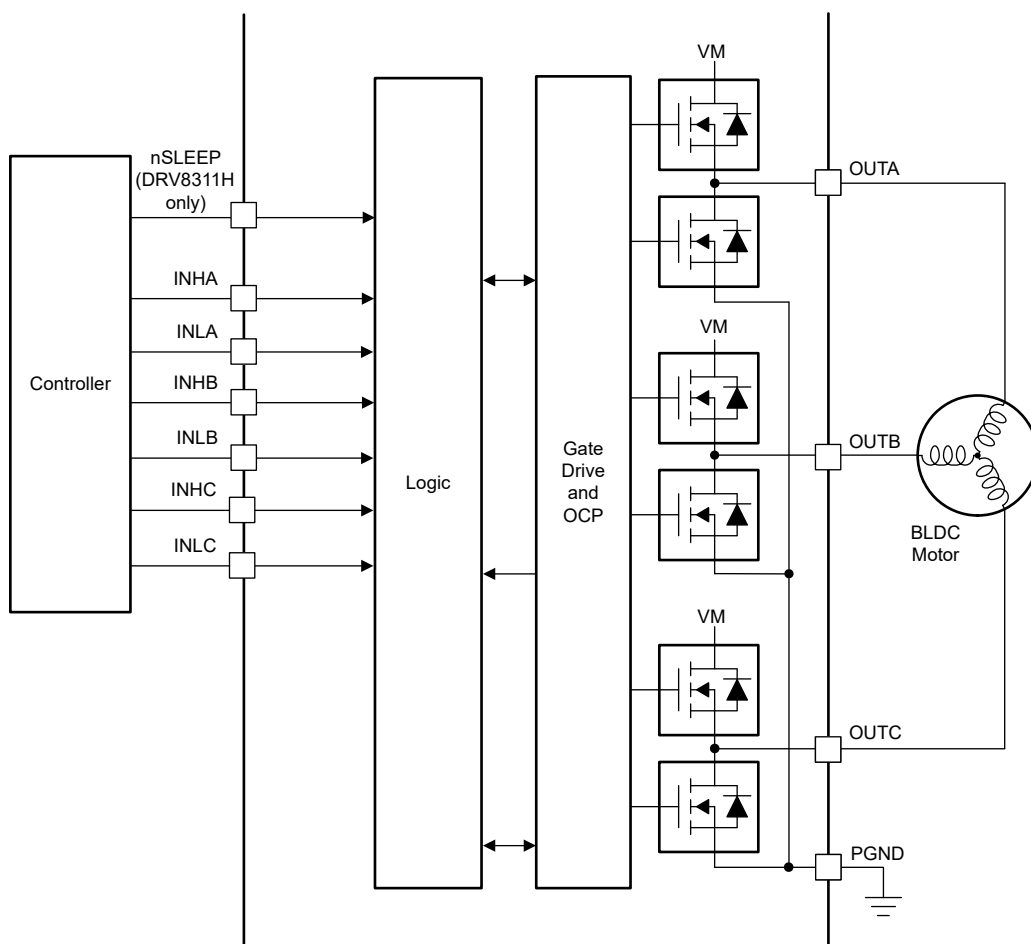 VM
nSLEEP
(DRV8311H
only)
OUTA
INHA
INLA
VM
Controller
INHB
INLB
Logic
Gate
Drive
and
OCP
OUTB
INHC
BLDC
Motor
INLC
VM
OUTC
PGND